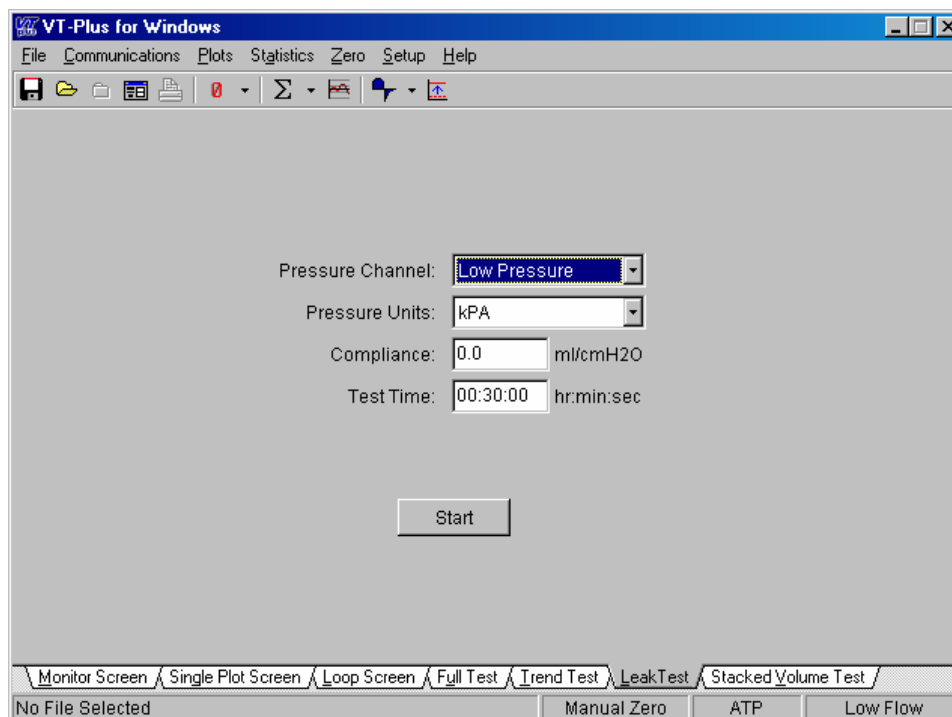 VT-Plus for Windows
File Communications Plots Statistics Zero Setup Help
Pressure Channel: Low Pressure
Pressure Units: kPA
Compliance: 0.0 ml/cmH2O
Test Time: 00:30:00 hr:min:sec
Start
Monitor Screen Single Plot Screen Loop Screen Full Test Trend Test LeakTest Stacked Volume Test
No File Selected Manual Zero ATP Low Flow